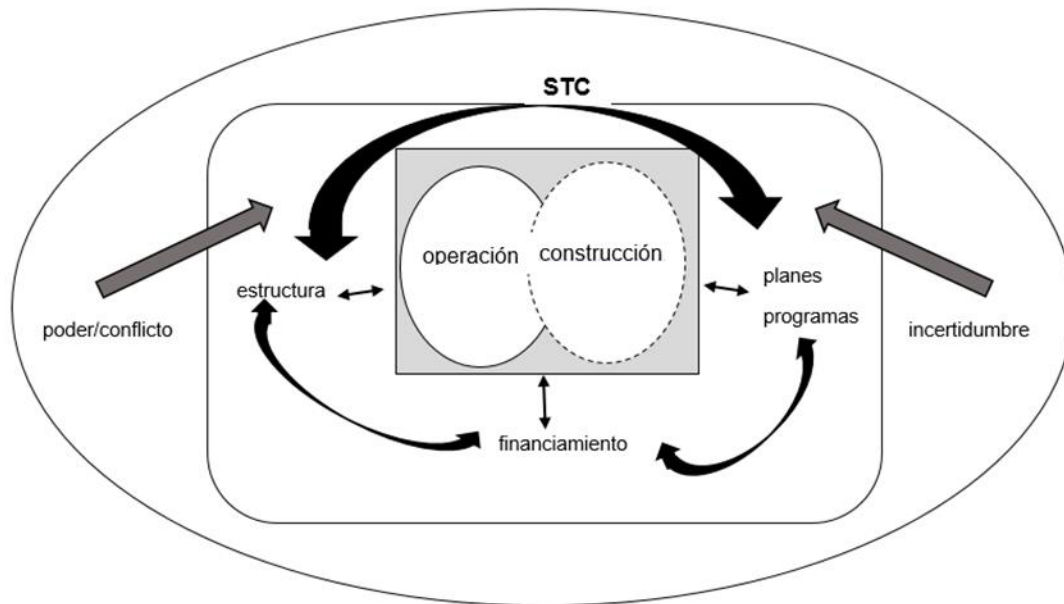 STC
operación
construcción
estructura
planes
programas
poder/conflicto
incertidumbre
financiamiento